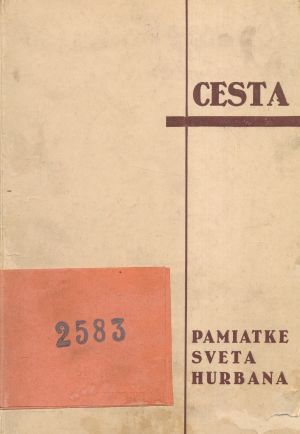 CESTA
2583
PAMIATKE
SVETA
HURBANA